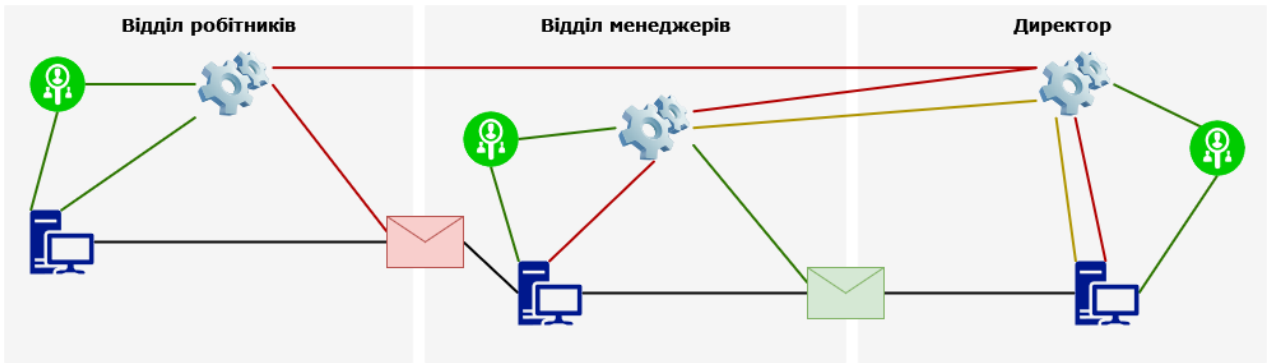 Відділ робітників
Відділ менеджерів
Директор